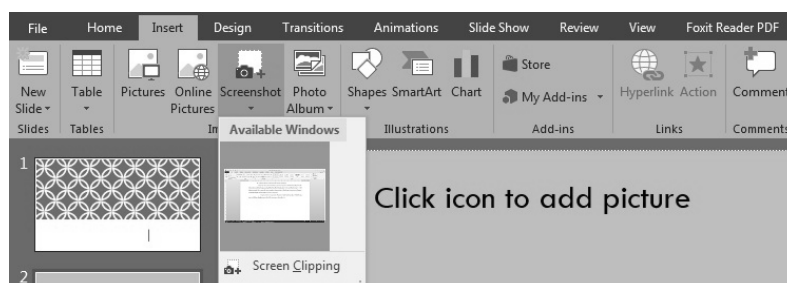 File Home Insert Design Transitions Animations Slide Show Review View Foxit Reader PDF
New Slide Table Pictures Online Pictures Screenshot Photo Album Shapes SmartArt Chart Store My Add-ins Hyperlink Action Comment
Slides Tables Illustrations Add-ins Links Comments
Available Windows
1
Click icon to add picture
Screen Clipping
2